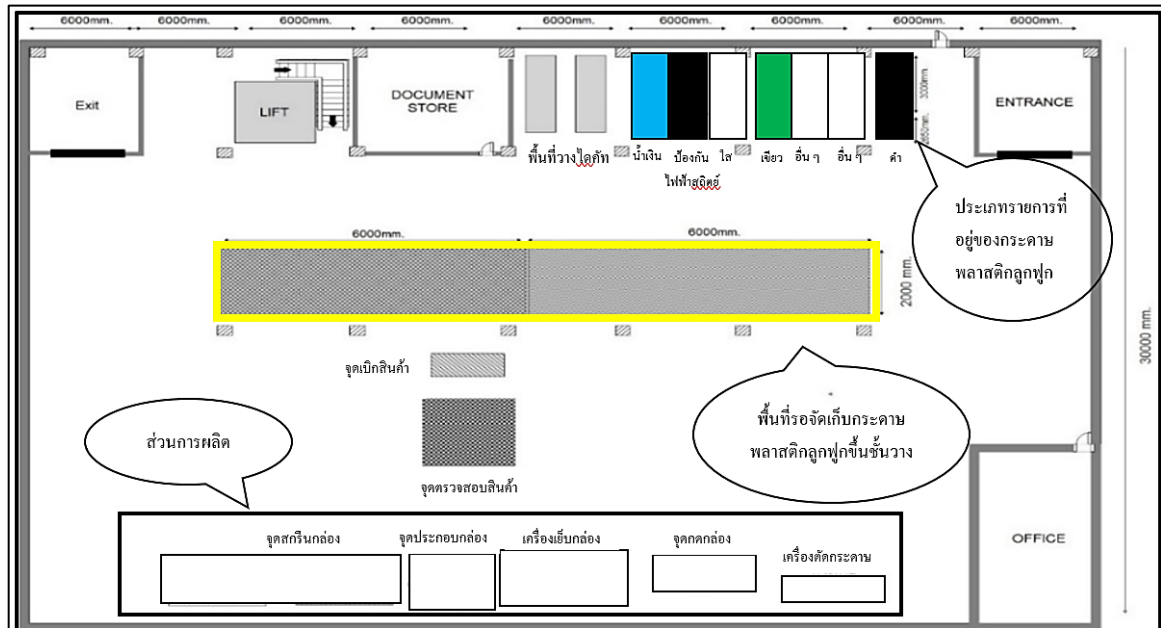 6000mm. 6000mm. 6000mm. 6000mm. 6000mm. 6000mm. 6000mm. 6000mm.
Exit
LIFT
DOCUMENT
STORE
ENTRANCE
3000mm.
2650mm.
พื้นที่วางไดคัท
น้ำเงิน ป้องกัน ใส เขียว อื่น ๆ อื่น ๆ ดำ
ไฟฟ้าสถิตย์
ประเภทรายการที่
อยู่ของกระดาษ
พลาสติกลูกฟูก
6000mm. 6000mm.
2000 mm.
30000 mm.
จุดเบิกสินค้า
พื้นที่รอจัดเก็บกระดาษ
พลาสติกลูกฟูกขึ้นชั้นวาง
ส่วนการผลิต
จุดตรวจสอบสินค้า
จุดสกรีนกล่อง จุดประกอบกล่อง เครื่องเย็บกล่อง จุดกดกล่อง
เครื่องตัดกระดาษ
OFFICE